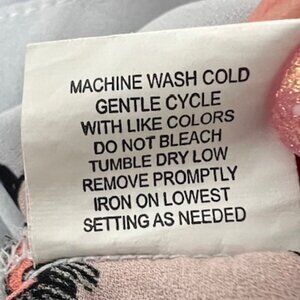 MACHINE WASH COLD
GENTLE CYCLE
WITH LIKE COLORS
DO NOT BLEACH
TUMBLE DRY LOW
REMOVE PROMPTLY
IRON ON LOWEST
SETTING AS NEEDED